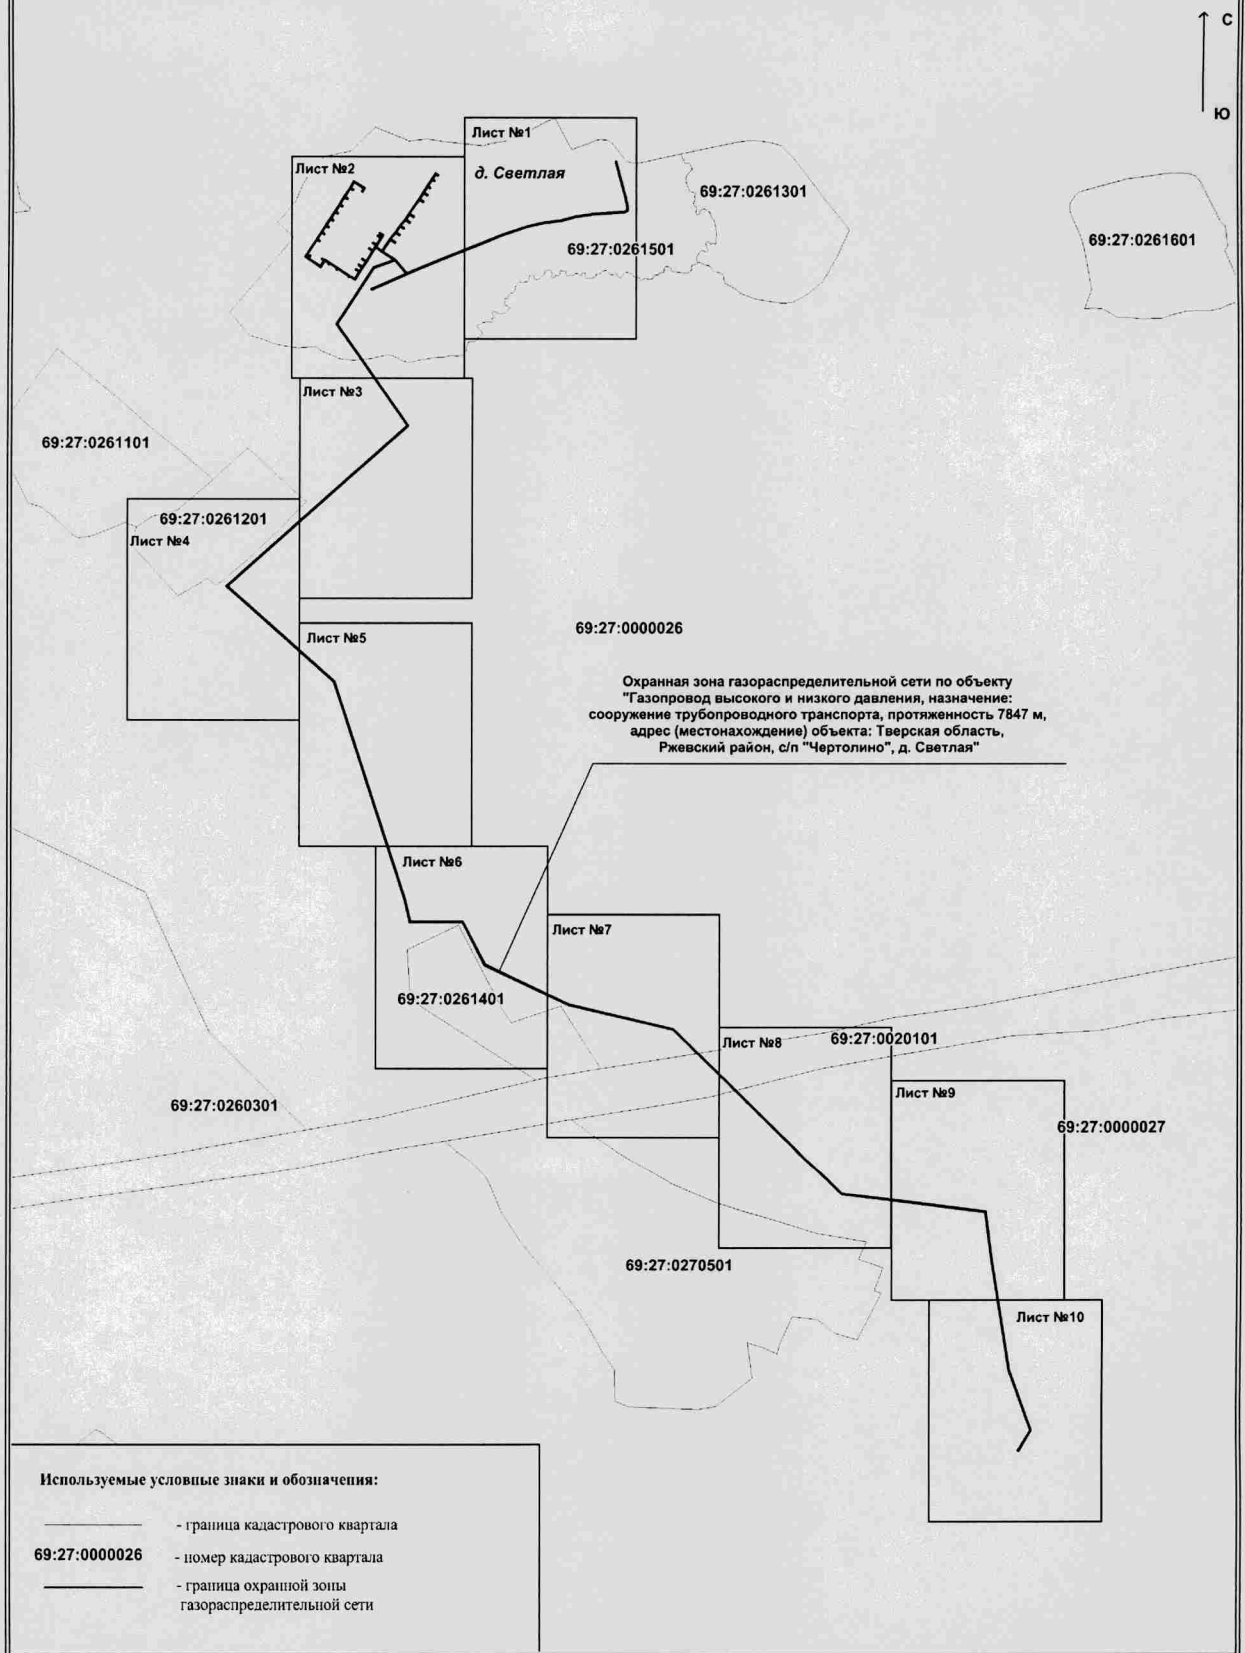 С
Ю
Лист №1
д. Светлая
Лист №2
69:27:0261301
69:27:0261601
69:27:0261501
Лист №3
69:27:0261101
69:27:0261201
Лист №4
69:27:0000026
Лист №5
Охранная зона газораспределительной сети по объекту
"Газопровод высокого и низкого давления, назначение:
сооружение трубопроводного транспорта, протяженность 7847 м,
адрес (местонахождение) объекта: Тверская область,
Ржевский район, с/п "Чертолино", д. Светлая"
Лист №6
Лист №7
69:27:0261401
Лист №8
69:27:0020101
Лист №9
69:27:0260301
69:27:0000027
69:27:0270501
Лист №10
Используемые условные знаки и обозначения:
- граница кадастрового квартала
69:27:0000026 - номер кадастрового квартала
- граница охранной зоны
газораспределительной сети